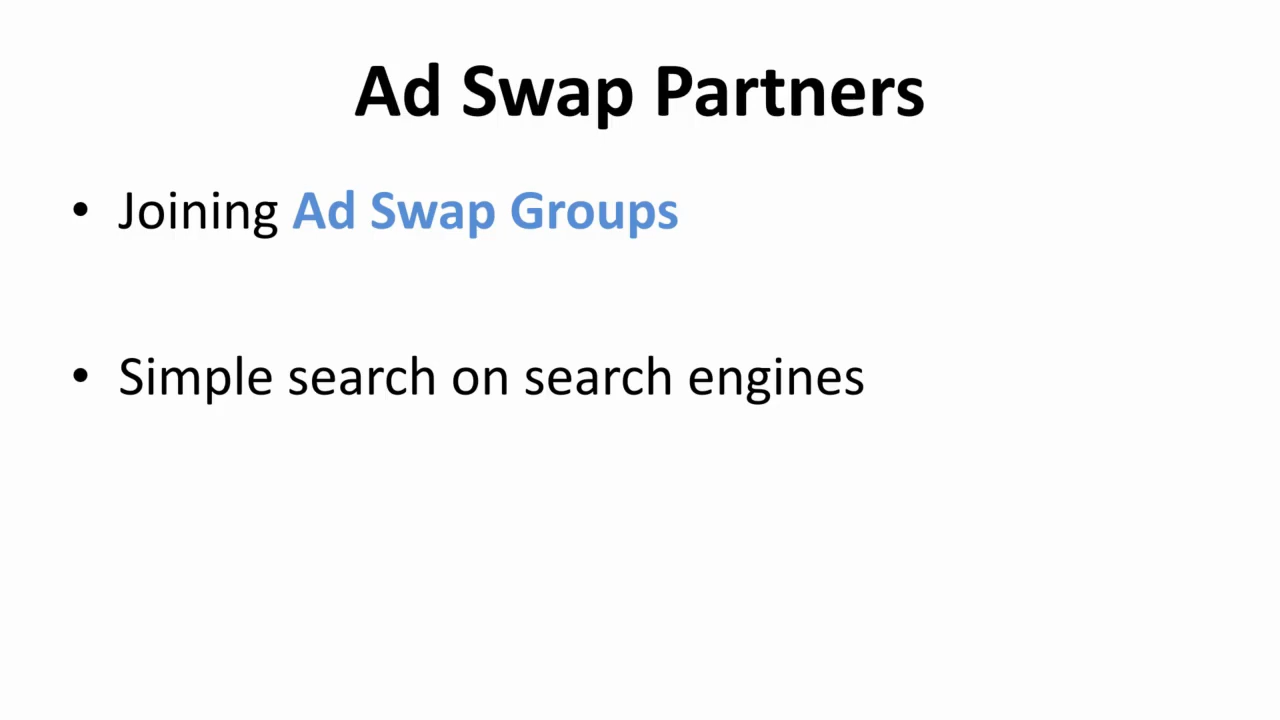 Ad Swap Partners
• Joining Ad Swap Groups
• Simple search on search engines